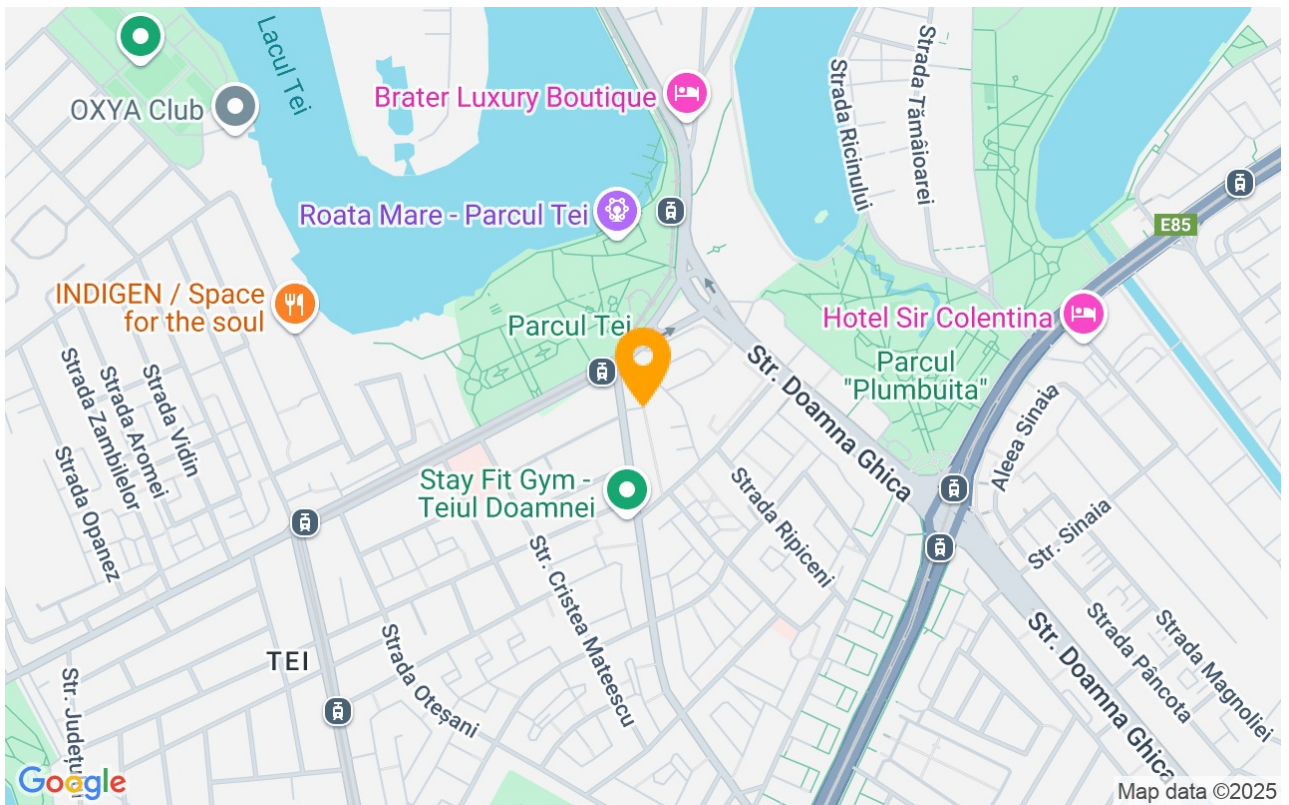 Lacul Tei
OXYA Club
Brater Luxury Boutique
Strada Ricinului
Strada Tămâioarei
Roata Mare - Parcul Tei
E85
INDIGEN / Space
for the soul
Parcul Tei
Hotel Sir Colentina
Parcul
"Plumbuita"
Str. Doamna Ghica
Strada Vidin
Strada Aromei
Strada Zambilelor
Strada Opanez
Aleea Sinaia
Stay Fit Gym -
Teiul Doamnei
Strada Ripiceni
Str. Sinaia
Str. Cristea Mateescu
TEI
Strada Oteșani
Str. Doamna Ghica
Strada Pâncota
Strada Magnoliei
Google
Map data ©2025